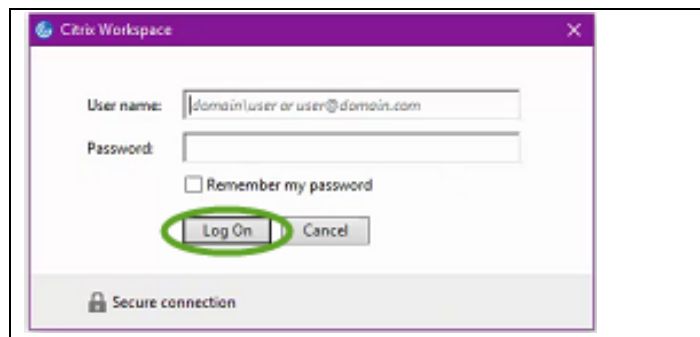 Citrix Workspace
User name: domain\user or user@domain.com
Password:
Remember my password
Log On Cancel
Secure connection